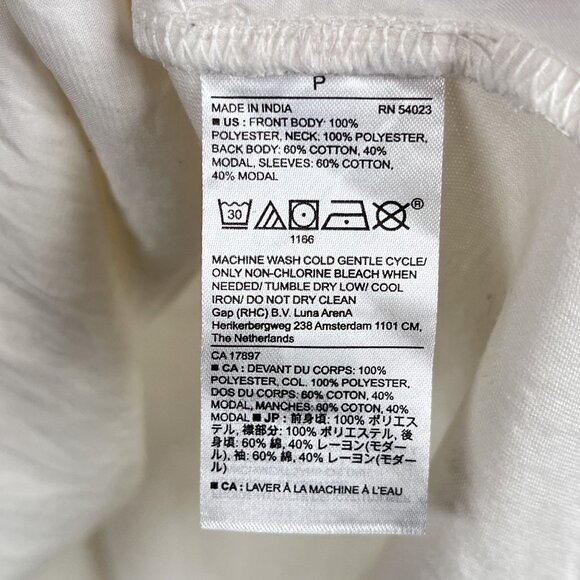 P
MADE IN INDIA RN 54023
■ US : FRONT BODY: 100%
POLYESTER, NECK: 100% POLYESTER,
BACK BODY: 60% COTTON, 40%
MODAL, SLEEVES: 60% COTTON,
40% MODAL
30 ®
1166
MACHINE WASH COLD GENTLE CYCLE/
ONLY NON-CHLORINE BLEACH WHEN
NEEDED/ TUMBLE DRY LOW/ COOL
IRON/ DO NOT DRY CLEAN
Gap (RHC) B.V. Luna ArenA
Herikerbergweg 238 Amsterdam 1101 CM,
The Netherlands
CA 17897
■ CA : DEVANT DU CORPS: 100%
POLYESTER, COL: 100% POLYESTER,
DOS DU CORPS: 60% COTON, 40%
MODAL, MANCHES: 60% COTON, 40%
MODAL ■ JP : 前身頃: 100% ポリエス
テル, 襟部分: 100% ポリエステル, 後
身頃: 60% 綿, 40% レーヨン(モダー
ル), 袖: 60% 綿, 40% レーヨン(モダー
ル)
■ CA : LAVER À LA MACHINE À L'EAU